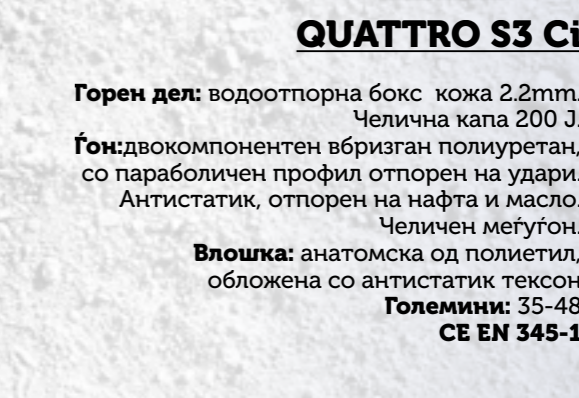 QUATTRO S3 Ci
Горен дел: водоотпорна бокс кожа 2.2mm.
Челична капа 200 J.
Ѓон:двокомпонентен вбризган полиуретан,
со параболичен профил отпорен на удари.
Антистатик, отпорен на нафта и масло.
Челичен меѓуѓон.
Влошка: анатомска од полиетил,
обложена со антистатик тексон
Големини: 35-48
CE EN 345-1